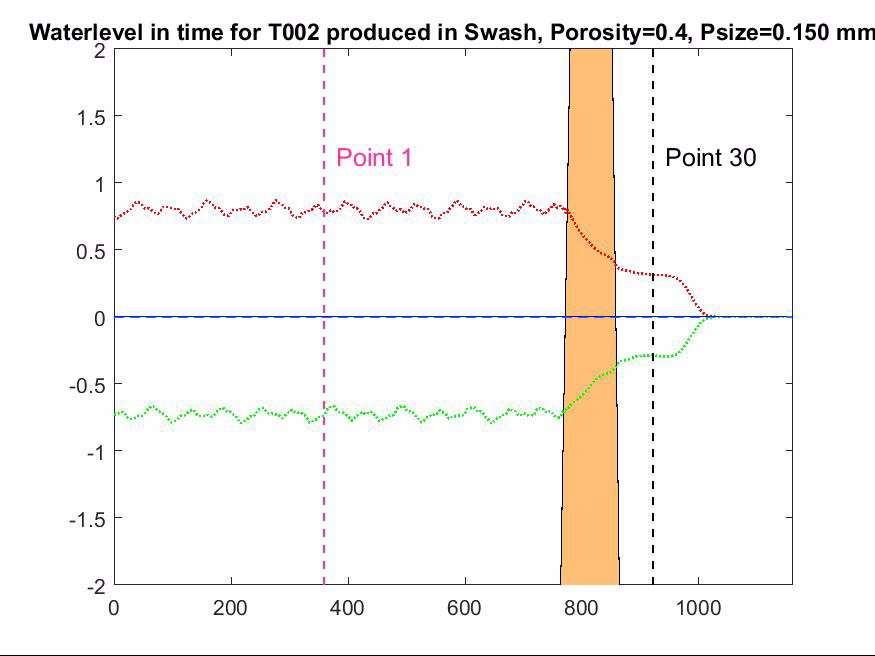 Waterlevel in time for T002 produced in Swash, Porosity=0.4, Psize=0.150 mm
2
1.5
Point 1
Point 30
1
0.5
0
-0.5
-1
-1.5
-2
0 200 400 600 800 1000